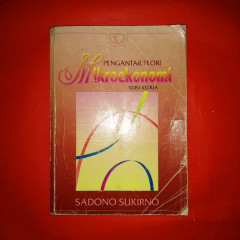 PENGANTAR TEORI
Mikroekonomi
EDISI KEDUA
SADONO SUKIRNO